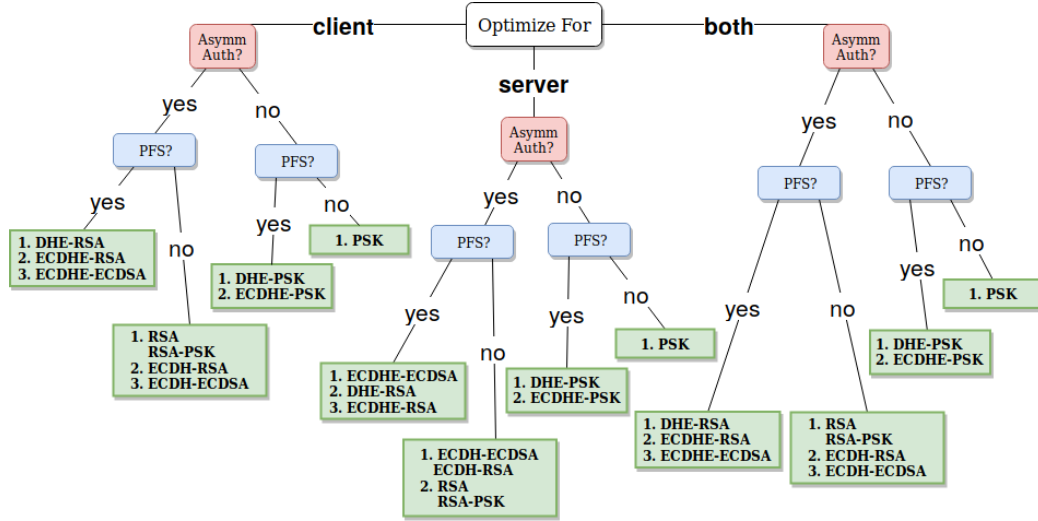 Optimize For
client
Asymm
Auth?
yes
no
PFS?
PFS?
yes
no
yes
no
1. DHE-RSA
2. ECDHE-RSA
3. ECDHE-ECDSA
1. RSA
RSA-PSK
2. ECDH-RSA
3. ECDH-ECDSA
1. DHE-PSK
2. ECDHE-PSK
1. PSK
server
Asymm
Auth?
yes
no
PFS?
PFS?
yes
no
yes
no
1. ECDHE-ECDSA
2. DHE-RSA
3. ECDHE-RSA
1. ECDH-ECDSA
ECDH-RSA
2. RSA
RSA-PSK
1. DHE-PSK
2. ECDHE-PSK
1. PSK
both
Asymm
Auth?
yes
no
PFS?
PFS?
yes
no
yes
no
1. DHE-RSA
2. ECDHE-RSA
3. ECDHE-ECDSA
1. RSA
RSA-PSK
2. ECDH-RSA
3. ECDH-ECDSA
1. DHE-PSK
2. ECDHE-PSK
1. PSK